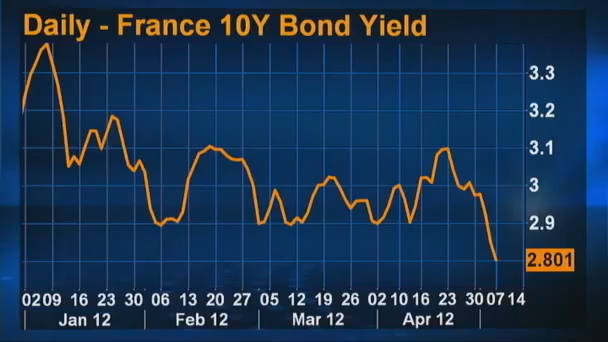 Daily - France 10Y Bond Yield
3.3
3.2
3.1
3
2.9
2.801
02 09 16 23 30 06 13 20 27 05 12 19 26 02 10 16 23 30 07 14
Jan 12 Feb 12 Mar 12 Apr 12